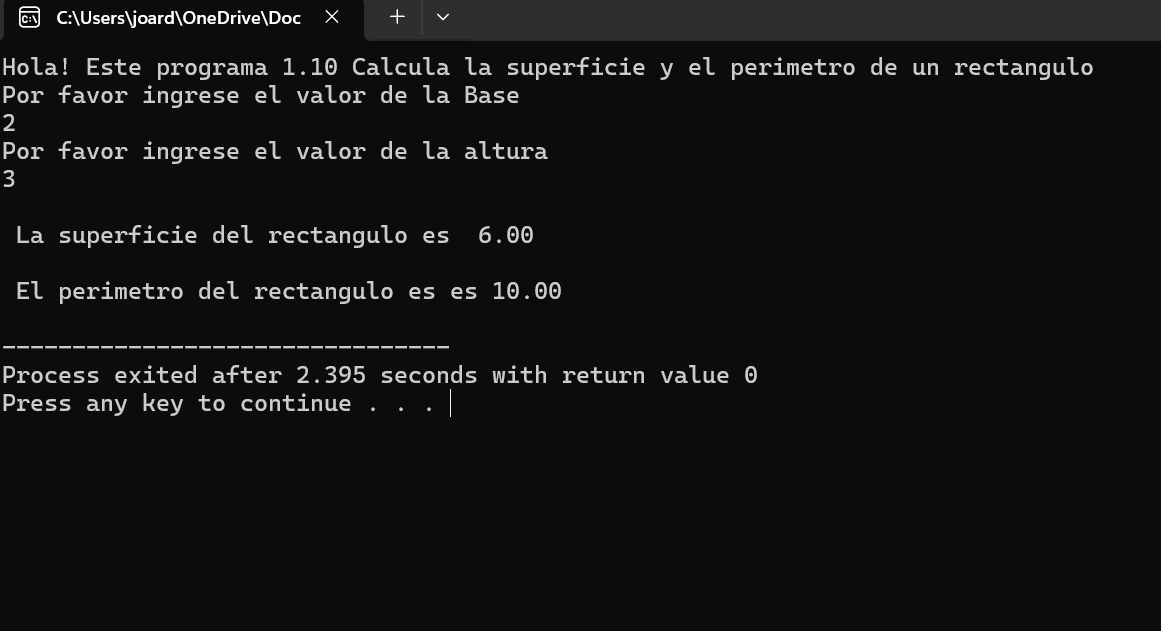 C:\Users\joard\OneDrive\Doc
Hola! Este programa 1.10 Calcula la superficie y el perimetro de un rectangulo
Por favor ingrese el valor de la Base
2
Por favor ingrese el valor de la altura
3
La superficie del rectangulo es  6.00
El perimetro del rectangulo es es 10.00
--------------------------------
Process exited after 2.395 seconds with return value 0
Press any key to continue . . .